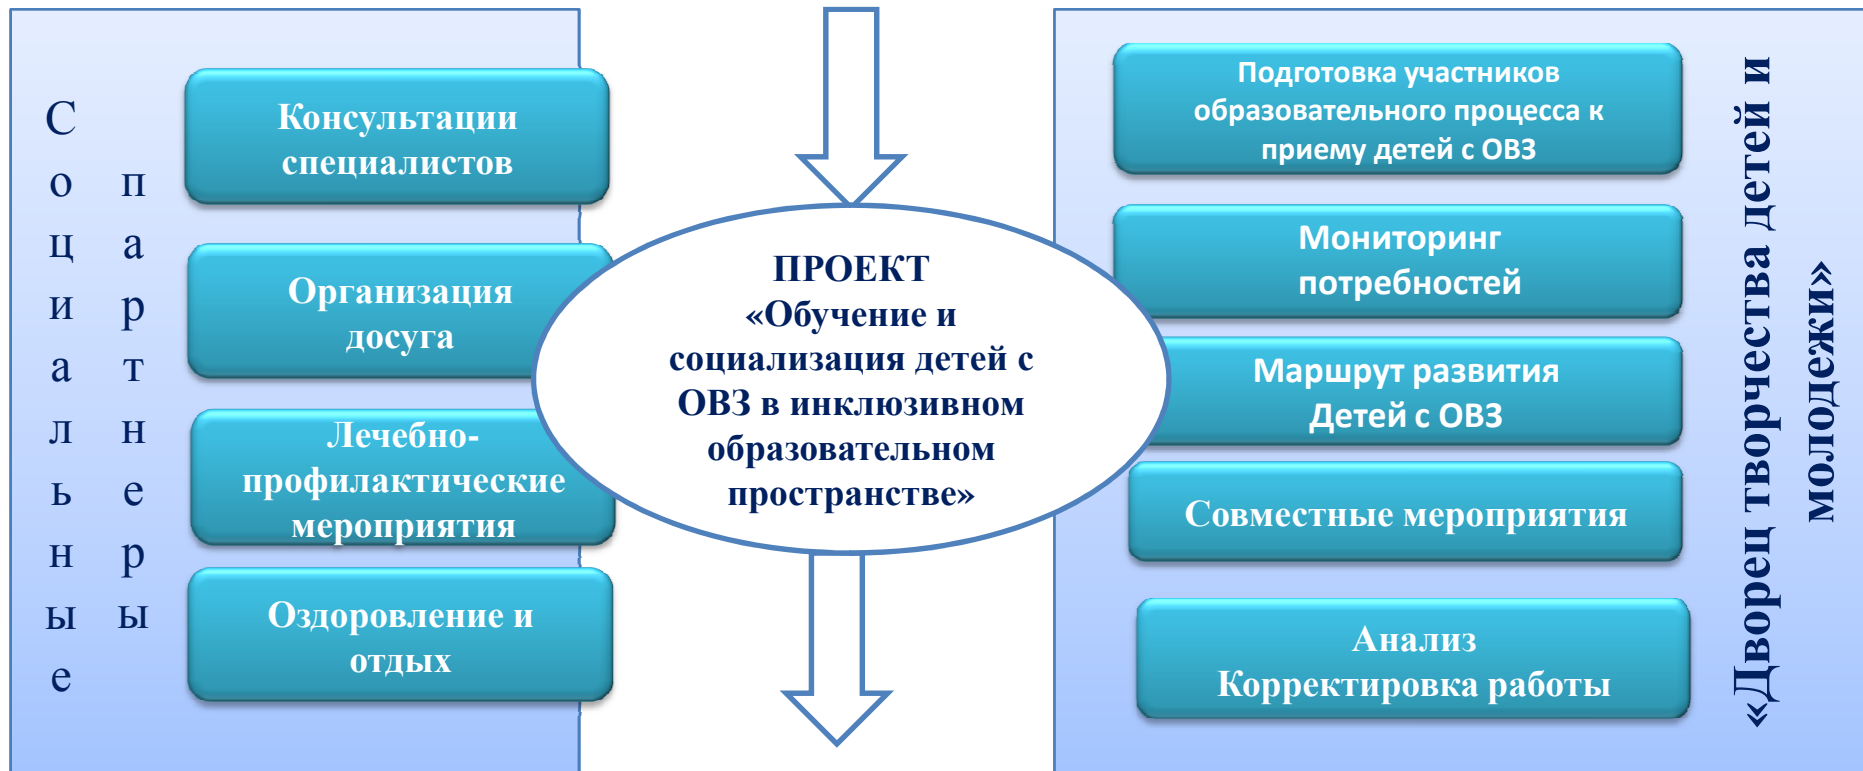 Социальные
партнеры
Консультации
специалистов
Организация
досуга
Лечебно-
профилактические
мероприятия
Оздоровление и
отдых
ПРОЕКТ
«Обучение и
социализация детей с
ОВЗ в инклюзивном
образовательном
пространстве»
Подготовка участников
образовательного процесса к
приему детей с ОВЗ
Мониторинг
потребностей
Маршрут развития
Детей с ОВЗ
Совместные мероприятия
Анализ
Корректировка работы
«Дворец творчества детей и
молодежи»